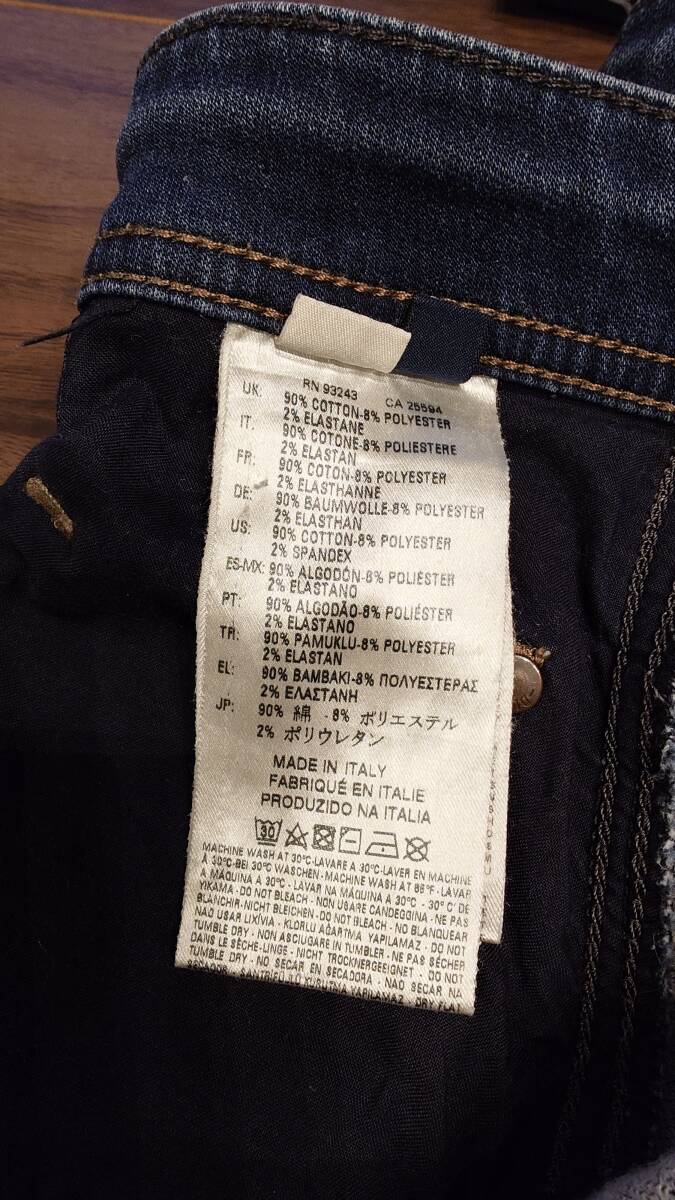 RN 93243 CA 25594
UK: 90% COTTON-8% POLYESTER
2% ELASTANE
IT: 90% COTONE-8% POLIESTERE
2% ELASTAN
FR: 90% COTON-8% POLYESTER
2% ELASTHANNE
DE: 90% BAUMWOLLE-8% POLYESTER
2% ELASTHAN
US: 90% COTTON-8% POLYESTER
2% SPANDEX
ES-MX: 90% ALGODÓN-8% POLIÉSTER
2% ELASTANO
PT: 90% ALGODÃO-8% POLIÉSTER
2% ELASTANO
TR: 90% PAMUKLU-8% POLYESTER
2% ELASTAN
EL: 90% ΒΑΜΒΑΚΙ-8% ΠΟΛΥΕΣΤΕΡΑΣ
2% ΕΛΑΣΤΑΝΗ
JP: 90% 綿 -8% ポリエステル
2% ポリウレタン
MADE IN ITALY
FABRIQUÉ EN ITALIE
PRODUZIDO NA ITALIA
30
MACHINE WASH AT 30°C-LAVARE A 30°C-LAVER EN MACHINE
À 30°C-BEI 30°C WASCHEN-MACHINE WASH AT 86°F-LAVAR
A MÁQUINA A 30°C - LAVAR NA MÁQUINA A 30°C - 30° C' DE
YIKAMA - DO NOT BLEACH - NON USARE CANDEGGINA - NE PAS
BLANCHIR-NICHT BLEICHEN-DO NOT BLEACH-NO BLANQUEAR
NAO USAR LIXÍVIA - KLORLU AĞARTMA YAPILAMAZ - DO NOT
TUMBLE DRY - NON ASCIUGARE IN TUMBLER - NE PAS SÉCHER
DANS LE SÈCHE-LINGE - NICHT TROCKNERGEEIGNET - DO NOT
TUMBLE DRY - NO SECAR EN SECADORA - NÃO SECAR NA
YAPILAMAZ - DRY FLAT